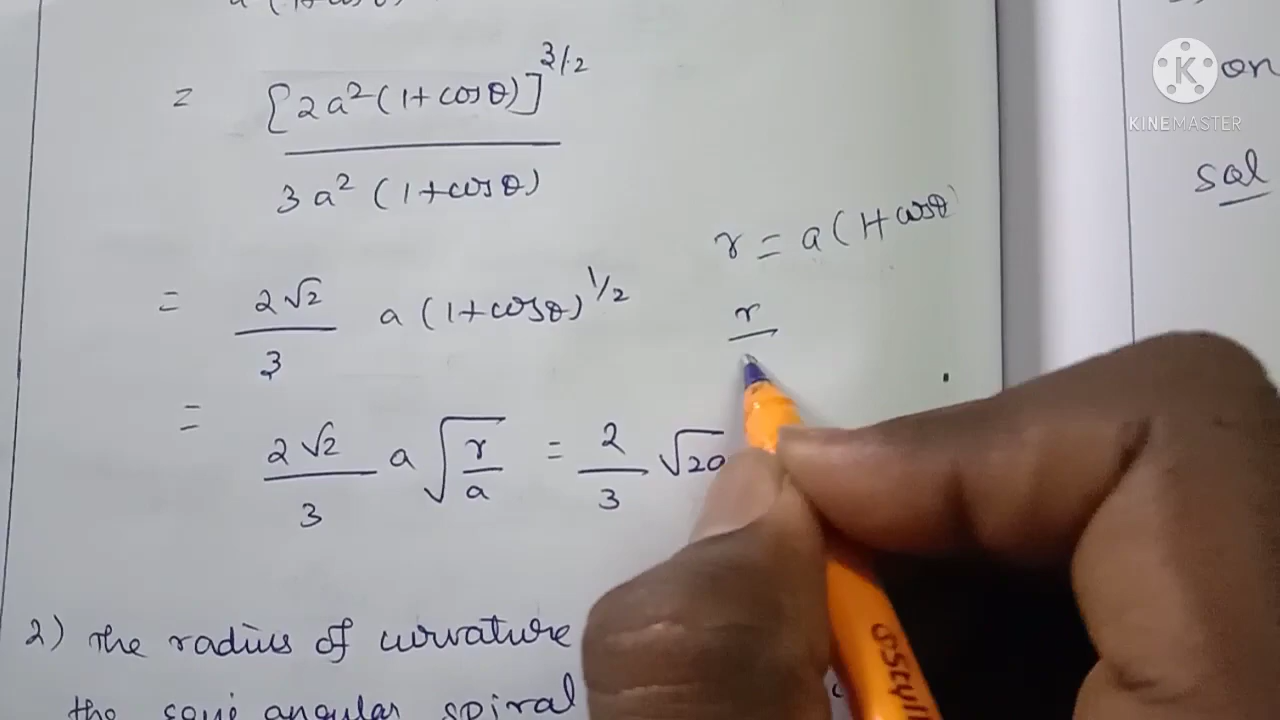 = [2a²(1+cosθ)]^3/2
3a² (1+cosθ)
r = a(1+cosθ)
= 2√2/3 a(1+cosθ)^1/2
r
= 2√2/3 a √r/a = 2/3 √2a
2) The radius of curvature
the equi angular spiral
on
sol
K
KINEMASTER